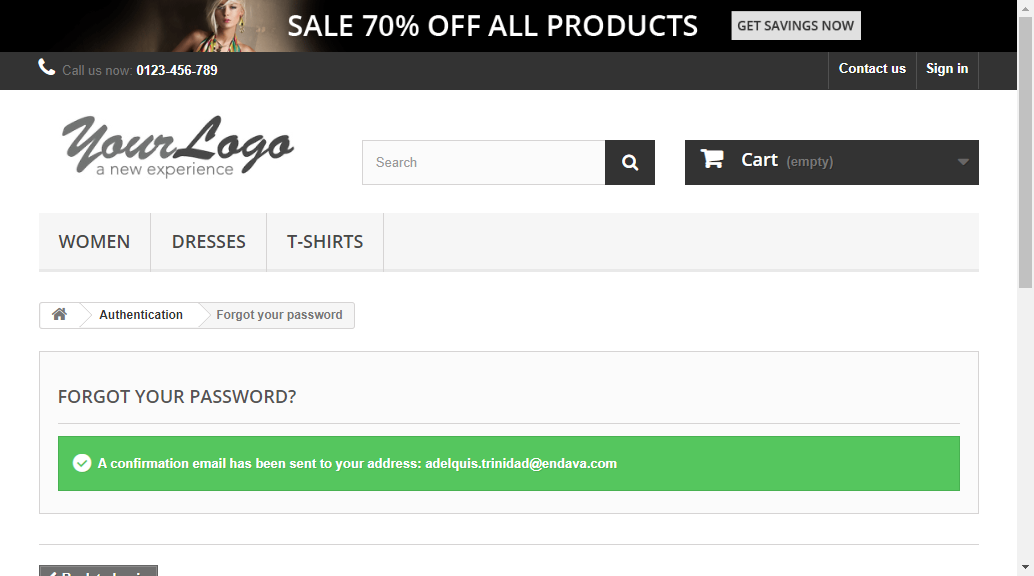 SALE 70% OFF ALL PRODUCTS GET SAVINGS NOW
Call us now: 0123-456-789 Contact us Sign in
YourLogo
a new experience
Search
Cart (empty)
WOMEN DRESSES T-SHIRTS
Authentication Forgot your password
FORGOT YOUR PASSWORD?
A confirmation email has been sent to your address: adelquis.trinidad@endava.com